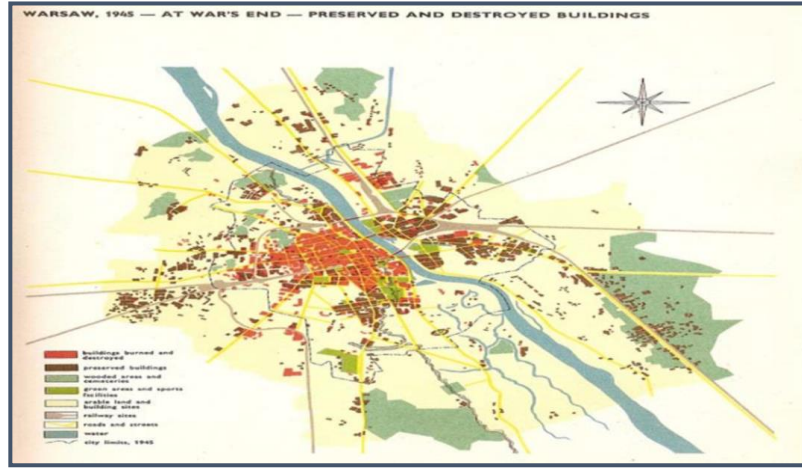 WARSAW, 1945 — AT WAR'S END — PRESERVED AND DESTROYED BUILDINGS
buildings burned and
destroyed
preserved buildings
wooded areas and
cemeteries
green areas and sports
facilities
arable land and
building sites
railway sites
roads and streets
water
city limits, 1945